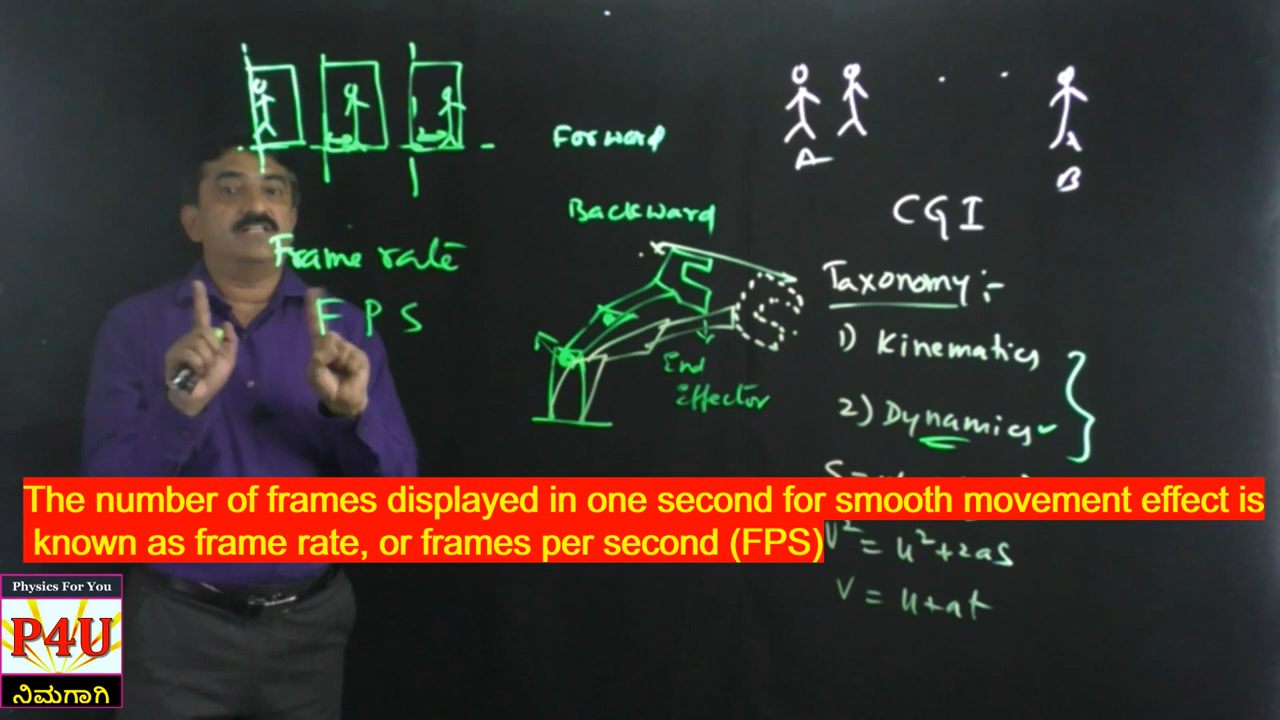 Forward
A
B
Backward
CGI
Frame rate
FPS
Taxonomy :-
1) Kinematics
2) Dynamics
End
Effector
The number of frames displayed in one second for smooth movement effect is
known as frame rate, or frames per second (FPS)
V² = u² + 2as
V = u + at
Physics For You
P4U
ನಿಮಗಾಗಿ